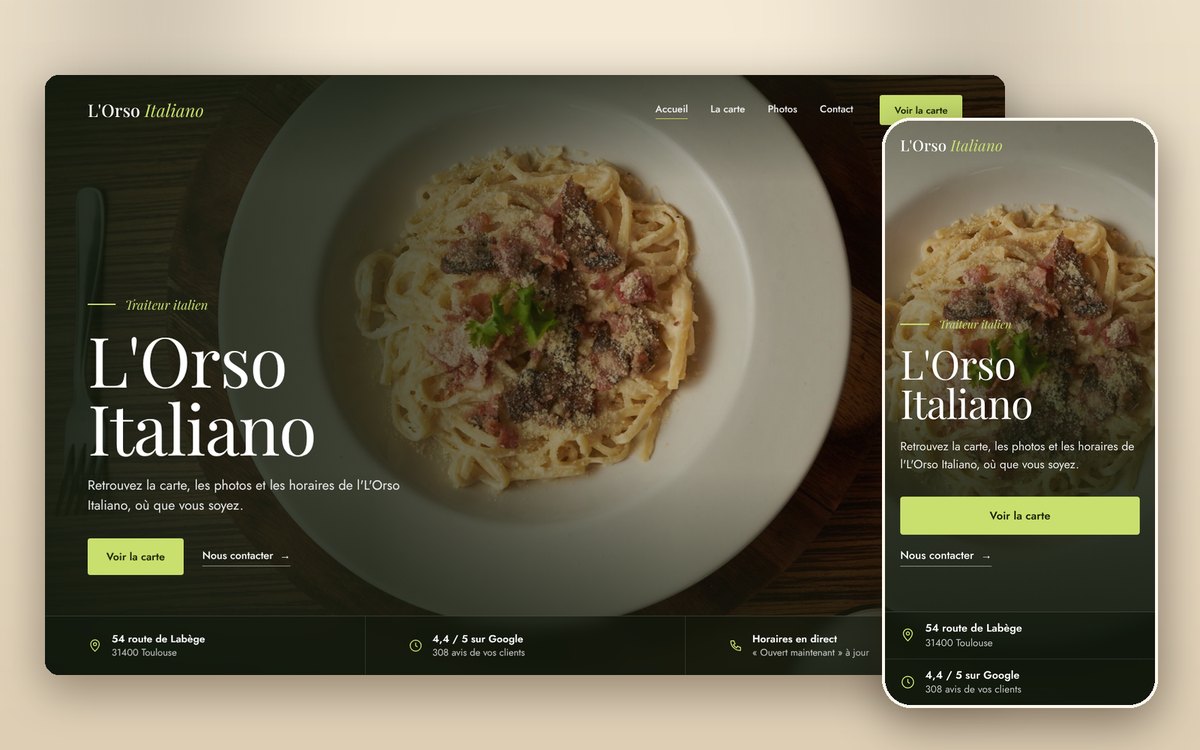 L'Orso Italiano
Accueil
La carte
Photos
Contact
Voir la carte
Traiteur italien
L'Orso
Italiano
Retrouvez la carte, les photos et les horaires de l'L'Orso
Italiano, où que vous soyez.
Voir la carte
Nous contacter →
54 route de Labège
31400 Toulouse
4,4 / 5 sur Google
308 avis de vos clients
Horaires en direct
« Ouvert maintenant » à jour
L'Orso Italiano
Traiteur italien
L'Orso
Italiano
Retrouvez la carte, les photos et les horaires de
l'L'Orso Italiano, où que vous soyez.
Voir la carte
Nous contacter →
54 route de Labège
31400 Toulouse
4,4 / 5 sur Google
308 avis de vos clients